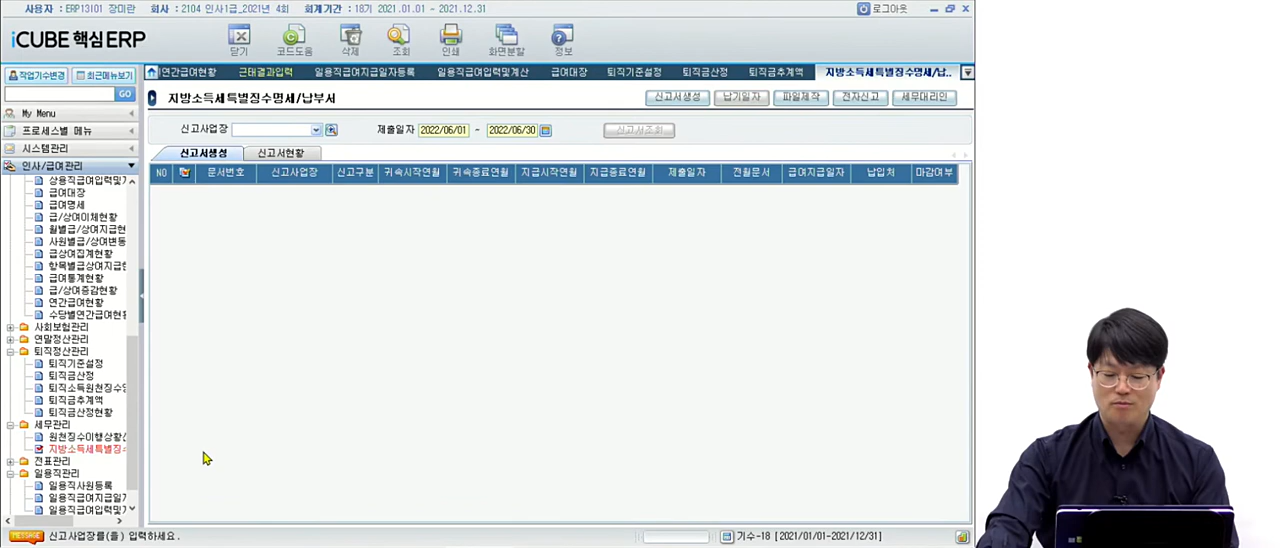 사용자 : ERP13101 장미란 회사 : 2104 인사1급_2021년 4회 회계기간 : 18기 2021.01.01 - 2021.12.31 로그아웃
iCUBE 핵심ERP
닫기 코드도움 삭제 조회 인쇄 화면분할 정보
작업기수변경 최근메뉴보기 연간급여현황 근태결과입력 일용직급여지급일자등록 일용직급여입력및계산 급여대장 퇴직기준설정 퇴직금산정 퇴직금추계액 지방소득세특별징수명세/납..
GO
지방소득세특별징수명세/납부서 신고서생성 납기일자 파일제작 전자신고 세무대리인
My Menu
프로세스별 메뉴
시스템관리
인사/급여관리
신고사업장 제출일자 2022/06/01 ~ 2022/06/30 신고서조회
신고서생성 신고서현황
NO 문서번호 신고사업장 신고구분 귀속시작연월 귀속종료연월 지급시작연월 지급종료연월 제출일자 전월문서 급여지급일자 납입처 마감여부
상용직급여입력및
급여대장
급여명세
급/상여이체현황
월별급/상여지급현
사원별급/상여변동
급상여집계현황
항목별급상여지급현
급여통계현황
급/상여증감현황
연간급여현황
수당별연간급여현황
사회보험관리
연말정산관리
퇴직정산관리
퇴직기준설정
퇴직금산정
퇴직소득원천징수영
퇴직금추계액
퇴직금산정현황
세무관리
원천징수이행상황신
지방소득세특별징수
전표관리
일용직관리
일용직사원등록
일용직급여지급일자
일용직급여입력및
MESSAGE 신고사업장를(을) 입력하세요. 기수-18 [2021/01/01-2021/12/31]